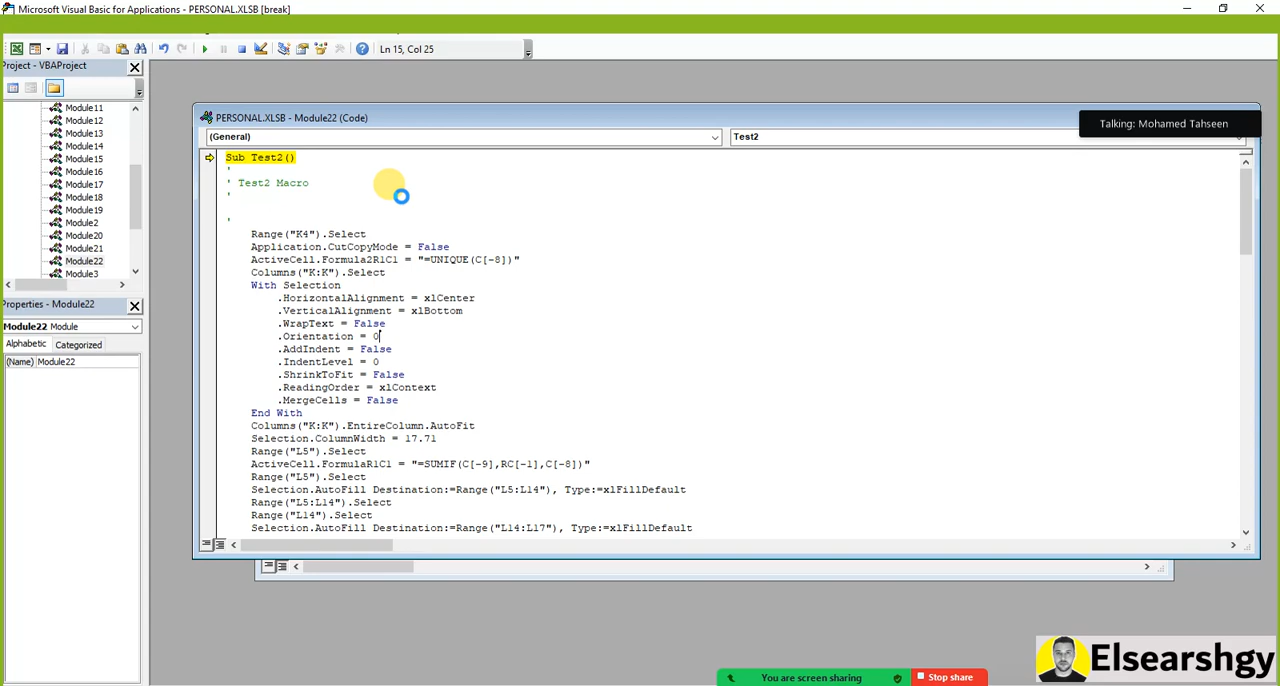 Microsoft Visual Basic for Applications - PERSONAL.XLSB [break]
Ln 15, Col 25
Project - VBAProject
Module11
Module12
Module13
Module14
Module15
Module16
Module17
Module18
Module19
Module2
Module20
Module21
Module22
Module3
Properties - Module22
Module22 Module
Alphabetic
Categorized
(Name) Module22
PERSONAL.XLSB - Module22 (Code)
(General)
Test2
Talking: Mohamed Tahseen
Sub Test2()
'
' Test2 Macro
'
'
Range("K4").Select
Application.CutCopyMode = False
ActiveCell.Formula2R1C1 = "=UNIQUE(C[-8])"
Columns("K:K").Select
With Selection
.HorizontalAlignment = xlCenter
.VerticalAlignment = xlBottom
.WrapText = False
.Orientation = 0
.AddIndent = False
.IndentLevel = 0
.ShrinkToFit = False
.ReadingOrder = xlContext
.MergeCells = False
End With
Columns("K:K").EntireColumn.AutoFit
Selection.ColumnWidth = 17.71
Range("L5").Select
ActiveCell.FormulaR1C1 = "=SUMIF(C[-9],RC[-1],C[-8])"
Range("L5").Select
Selection.AutoFill Destination:=Range("L5:L14"), Type:=xlFillDefault
Range("L5:L14").Select
Range("L14").Select
Selection.AutoFill Destination:=Range("L14:L17"), Type:=xlFillDefault
You are screen sharing
Stop share
Elsearshgy